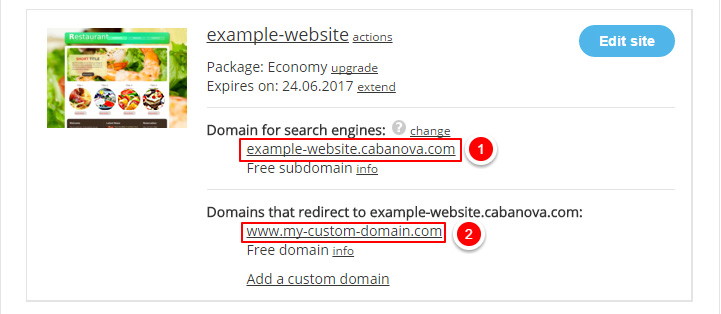 Restaurant
example-website actions
Edit site
Package: Economy upgrade
Expires on: 24.06.2017 extend
Domain for search engines: ? change
example-website.cabanova.com
1
Free subdomain info
Domains that redirect to example-website.cabanova.com:
www.my-custom-domain.com
2
Free domain info
Add a custom domain